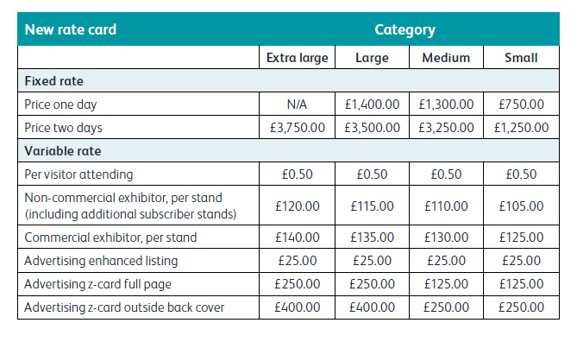 New rate card Category
Extra large Large Medium Small
Fixed rate
Price one day N/A £1,400.00 £1,300.00 £750.00
Price two days £3,750.00 £3,500.00 £3,250.00 £1,250.00
Variable rate
Per visitor attending £0.50 £0.50 £0.50 £0.50
Non-commercial exhibitor, per stand
(including additional subscriber stands) £120.00 £115.00 £110.00 £105.00
Commercial exhibitor, per stand £140.00 £135.00 £130.00 £125.00
Advertising enhanced listing £25.00 £25.00 £25.00 £25.00
Advertising z-card full page £250.00 £250.00 £125.00 £125.00
Advertising z-card outside back cover £400.00 £400.00 £250.00 £250.00